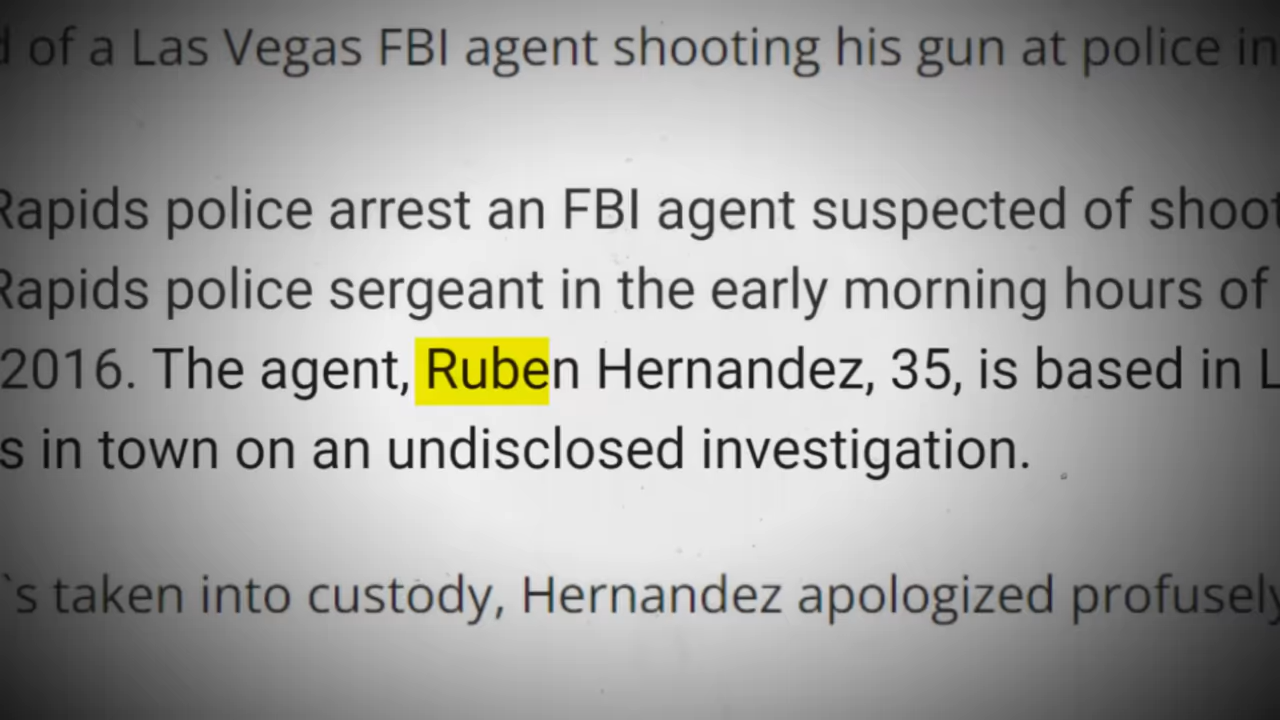 of a Las Vegas FBI agent shooting his gun at police in
Rapids police arrest an FBI agent suspected of shoot
Rapids police sergeant in the early morning hours of
2016. The agent, Ruben Hernandez, 35, is based in L
s in town on an undisclosed investigation.
`s taken into custody, Hernandez apologized profusely